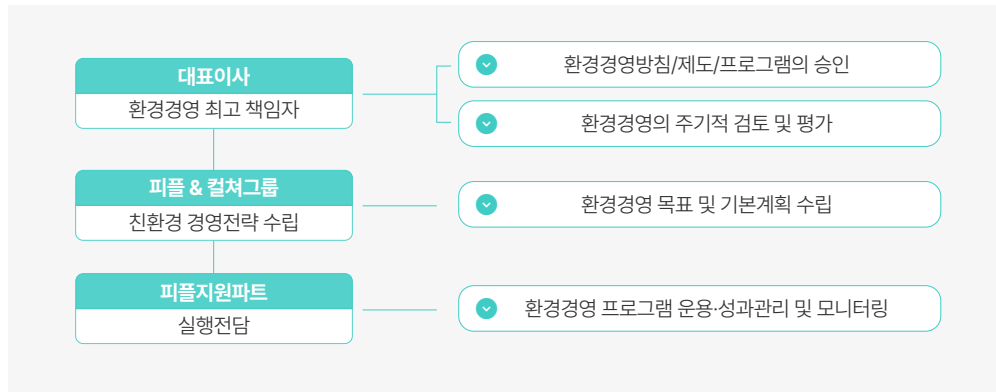 대표이사
환경경영 최고 책임자
환경경영방침/제도/프로그램의 승인
환경경영의 주기적 검토 및 평가
피플 & 컬쳐그룹
친환경 경영전략 수립
환경경영 목표 및 기본계획 수립
피플지원파트
실행전담
환경경영 프로그램 운용·성과관리 및 모니터링